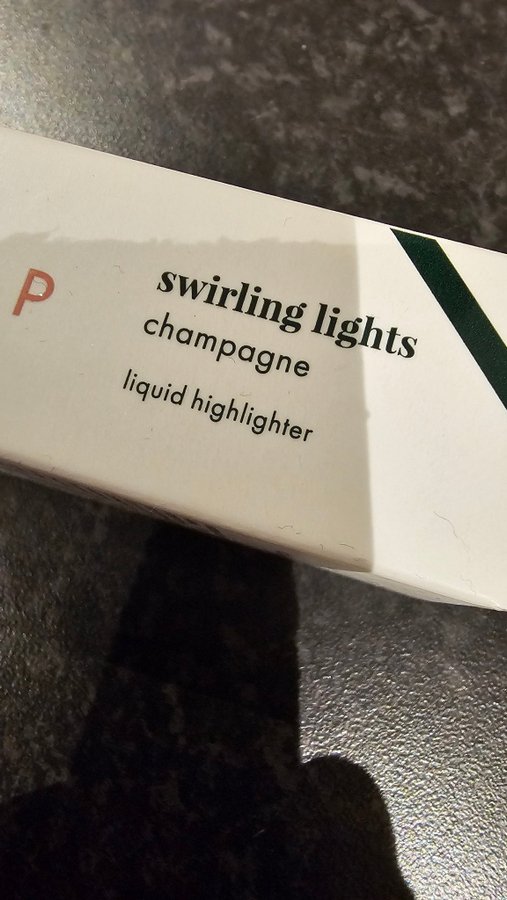 P
swirling lights
champagne
liquid highlighter